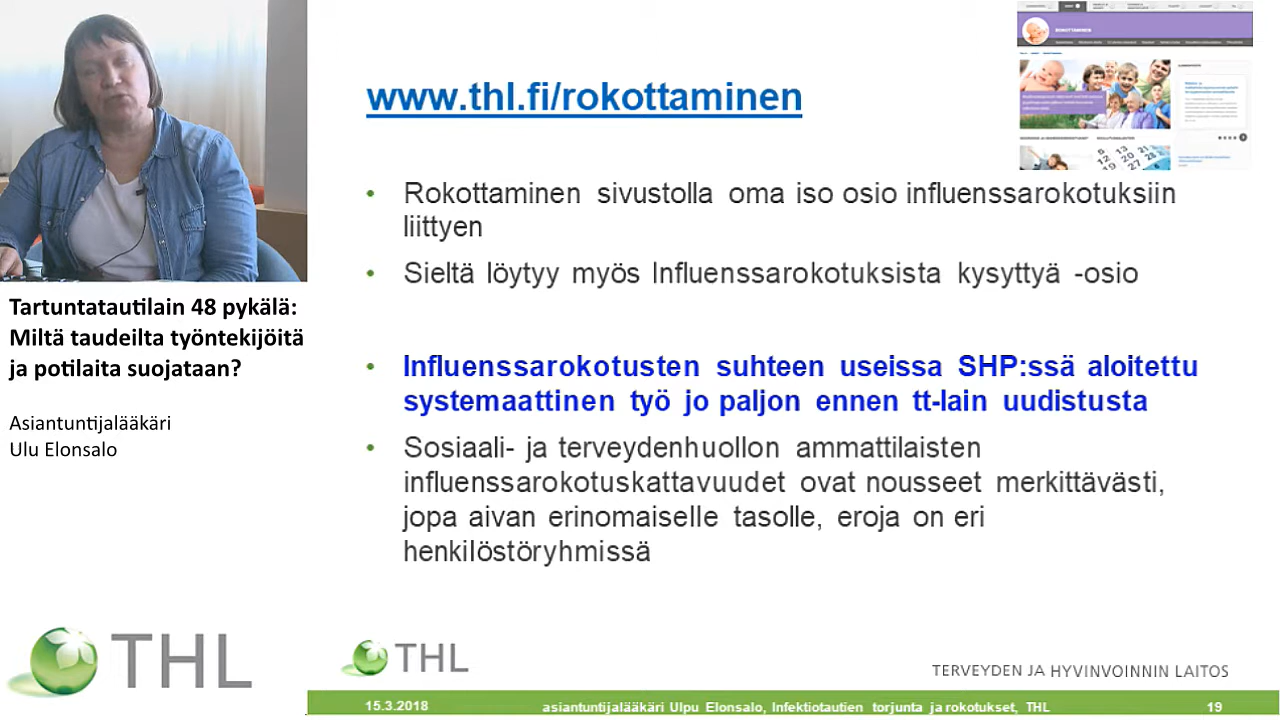 www.thl.fi/rokottaminen
ROKOTTAMINEN
• Rokottaminen sivustolla oma iso osio influenssarokotuksiin
liittyen
• Sieltä löytyy myös Influenssarokotuksista kysyttyä -osio
• Influenssarokotusten suhteen useissa SHP:ssä aloitettu
systemaattinen työ jo paljon ennen tt-lain uudistusta
• Sosiaali- ja terveydenhuollon ammattilaisten
influenssarokotuskattavuudet ovat nousseet merkittävästi,
jopa aivan erinomaiselle tasolle, eroja on eri
henkilöstöryhmissä
Tartuntatautilain 48 pykälä:
Miltä taudeilta työntekijöitä
ja potilaita suojataan?
Asiantuntijalääkäri
Ulu Elonsalo
THL
THL
TERVEYDEN JA HYVINVOINNIN LAITOS
15.3.2018
asiantuntijalääkäri Ulpu Elonsalo, Infektiotautien torjunta ja rokotukset, THL
19